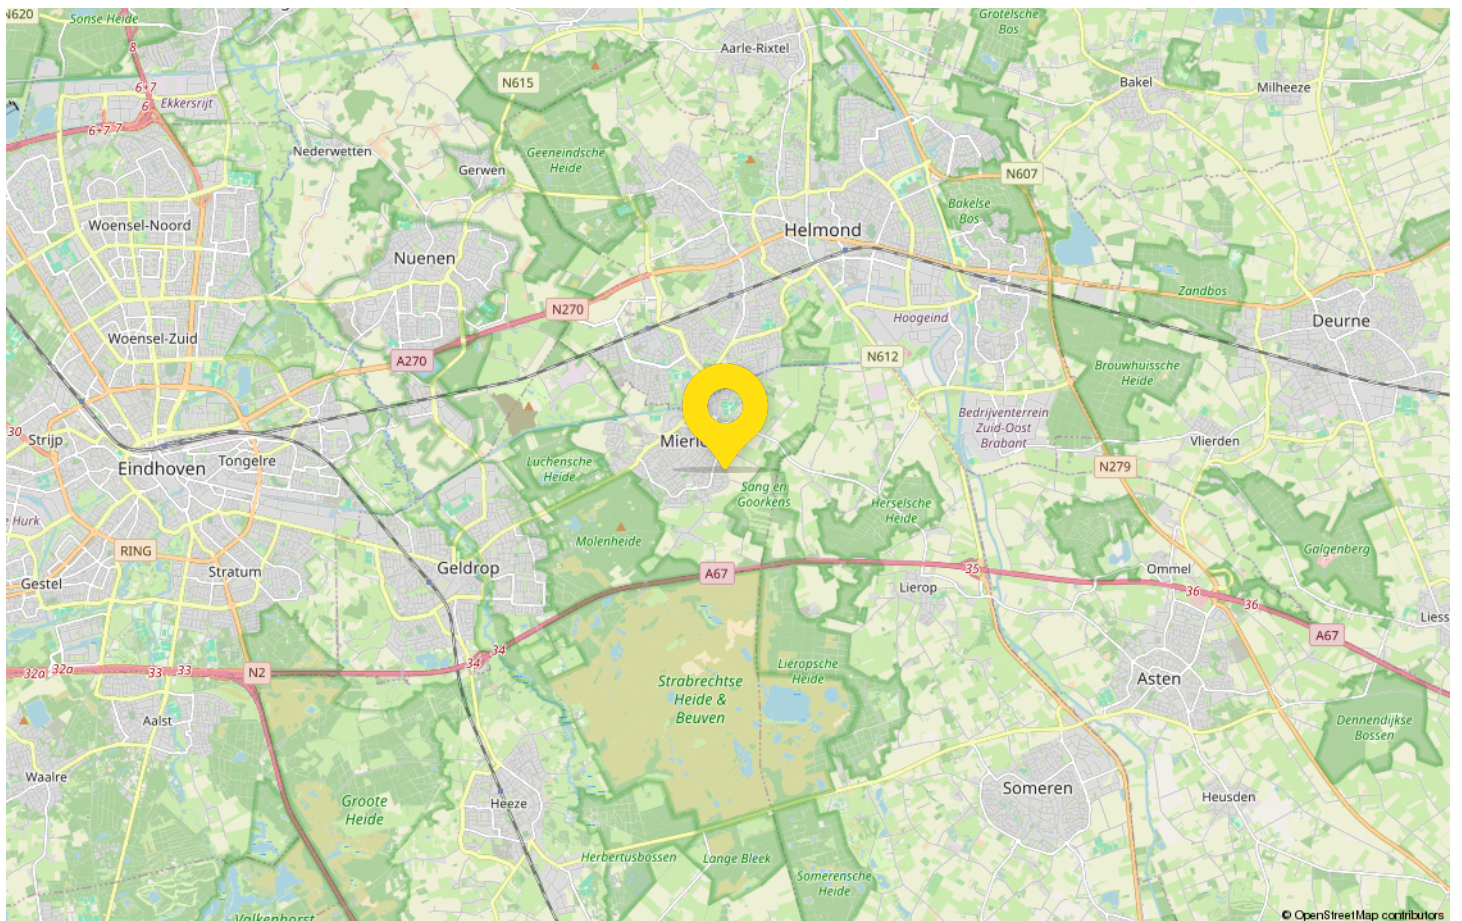 N620
Sonse Heide
Grotelsche
Bos
Aarle-Rixtel
8
N615
Bakel
Milheeze
6+7
6
Ekkersrijt
6+7 7
Nederwetten
Geeneindsche
Heide
Gerwen
N607
Bakelse
Bos
Woensel-Noord
Helmond
Nuenen
Zandbos
N270
Hoogeind
Deurne
Woensel-Zuid
A270
N612
Brouwhuissche
Heide
Bedrijventerrein
Zuid-Oost
Brabant
30
Strijp
Vlierden
Eindhoven
Tongelre
Luchensche
Heide
N279
Sang en
Goorkens
Herselsche
Heide
e Hurk
RING
Molenheide
Galgenberg
Gestel
Stratum
Geldrop
A67
35
Ommel
Lierop
36
36
Liess
A67
34
34
32a
32a
33
33
N2
Lieropsche
Heide
Strabrechtse
Heide &
Beuven
Asten
Aalst
Dennendijkse
Bossen
Waalre
Someren
Heusden
Groote
Heide
Heeze
Herbertusbossen
Lange Bleek
Somerensche
Heide
Valkenhorst
© OpenStreetMap contributors